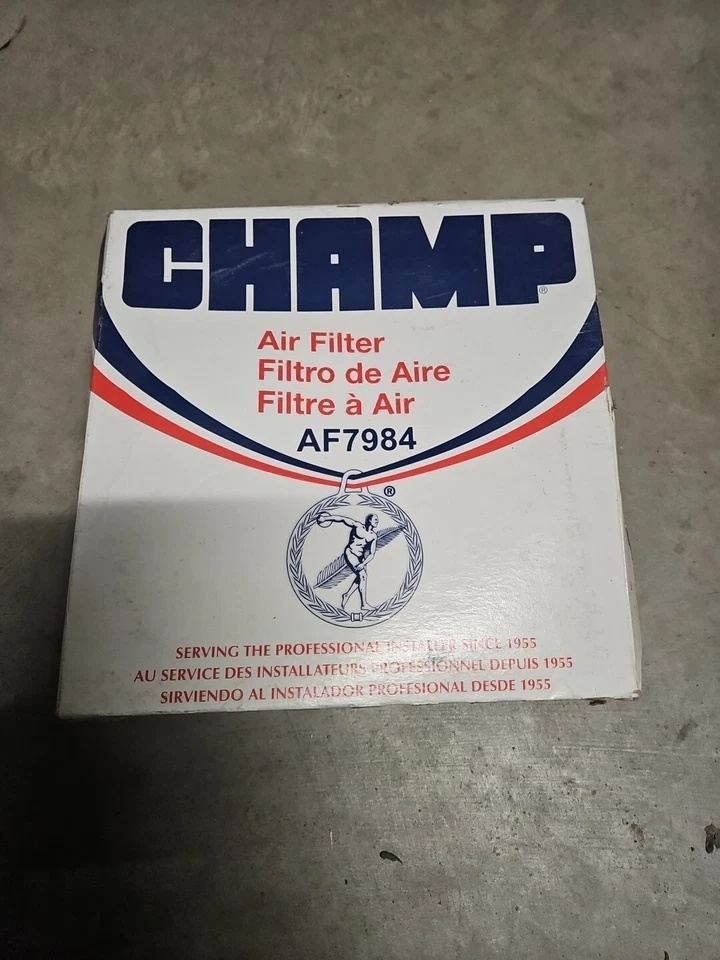 CHAMP®
Air Filter
Filtro de Aire
Filtre à Air
AF7984
®
SERVING THE PROFESSIONAL INSTALLER SINCE 1955
AU SERVICE DES INSTALLATEURS PROFESSIONNEL DEPUIS 1955
SIRVIENDO AL INSTALADOR PROFESIONAL DESDE 1955